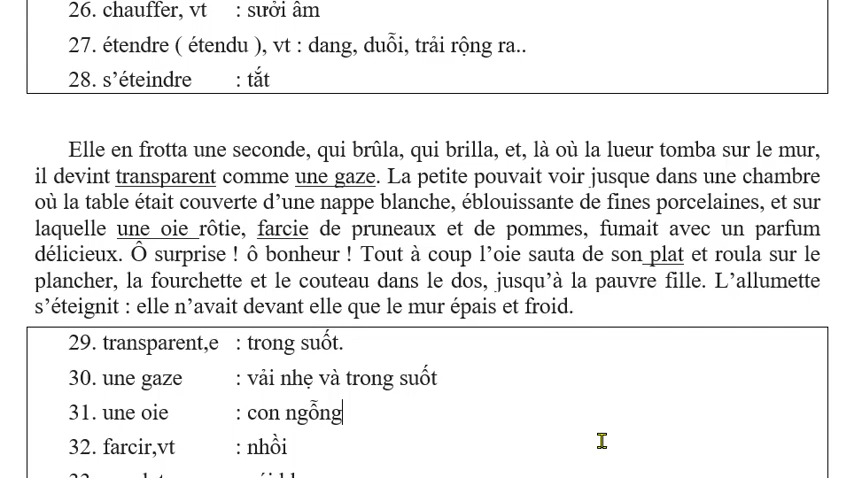 26. chauffer, vt : sưởi ấm
27. étendre ( étendu ), vt : dang, duỗi, trải rộng ra..
28. s’éteindre : tắt
Elle en frotta une seconde, qui brûla, qui brilla, et, là où la lueur tomba sur le mur,
il devint transparent comme une gaze. La petite pouvait voir jusque dans une chambre
où la table était couverte d’une nappe blanche, éblouissante de fines porcelaines, et sur
laquelle une oie rôtie, farcie de pruneaux et de pommes, fumait avec un parfum
délicieux. Ô surprise ! ô bonheur ! Tout à coup l’oie sauta de son plat et roula sur le
plancher, la fourchette et le couteau dans le dos, jusqu’à la pauvre fille. L’allumette
s’éteignit : elle n’avait devant elle que le mur épais et froid.
29. transparent,e : trong suốt.
30. une gaze : vải nhẹ và trong suốt
31. une oie : con ngỗng
32. farcir,vt : nhồi